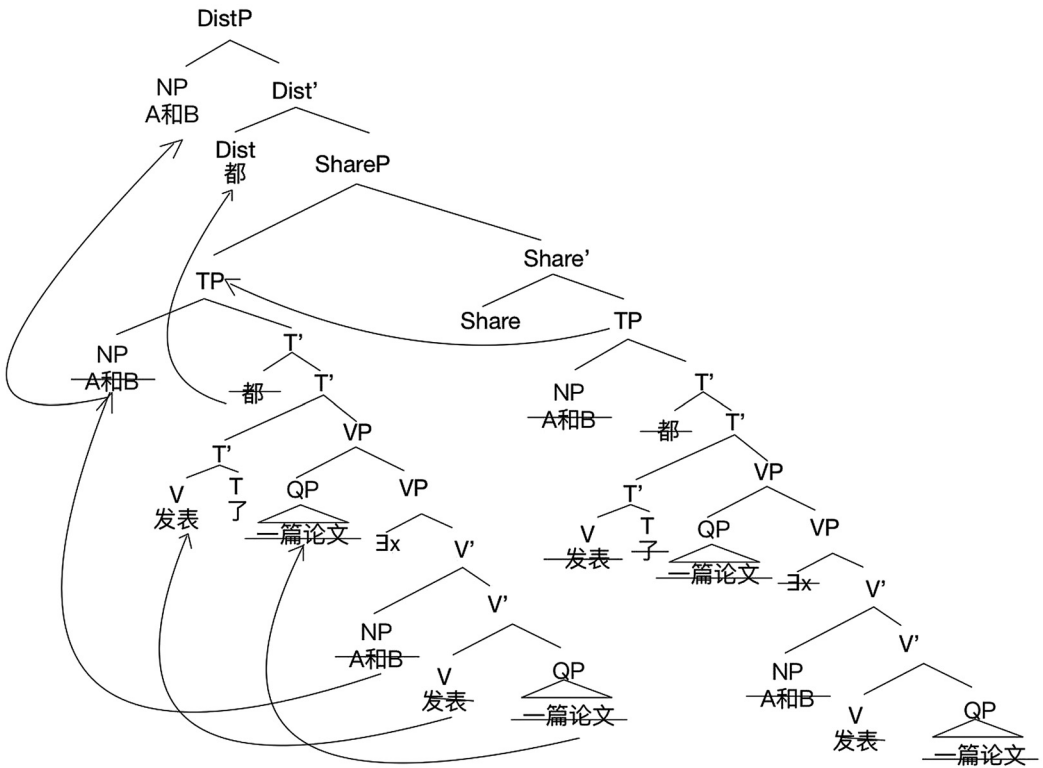 DistP
NP
A和B
Dist’
Dist
都
ShareP
TP
Share’
Share
TP
NP
A和B
T’
都
T’
T’
V
发表
T
了
VP
QP
一篇论文
VP
∃x
V’
NP
A和B
V’
V
发表
QP
一篇论文
NP
A和B
T’
都
T’
T’
V
发表
T
了
VP
QP
一篇论文
VP
∃x
V’
NP
A和B
V’
V
发表
QP
一篇论文